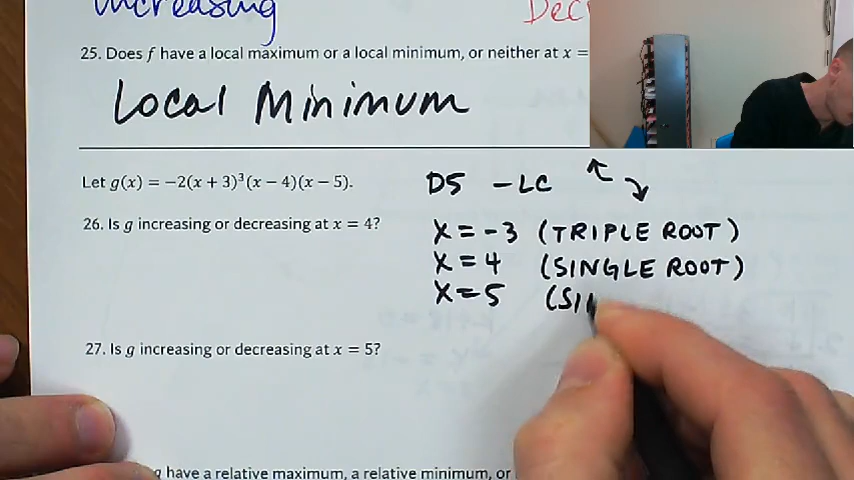 increasing
Dec
25. Does f have a local maximum or a local minimum, or neither at x =
Local Minimum
Let g(x) = −2(x + 3)³(x − 4)(x − 5).
D5 -LC
26. Is g increasing or decreasing at x = 4?
X = -3 (TRIPLE ROOT)
X = 4 (SINGLE ROOT)
X = 5 (SIN
27. Is g increasing or decreasing at x = 5?
g have a relative maximum, a relative minimum, or